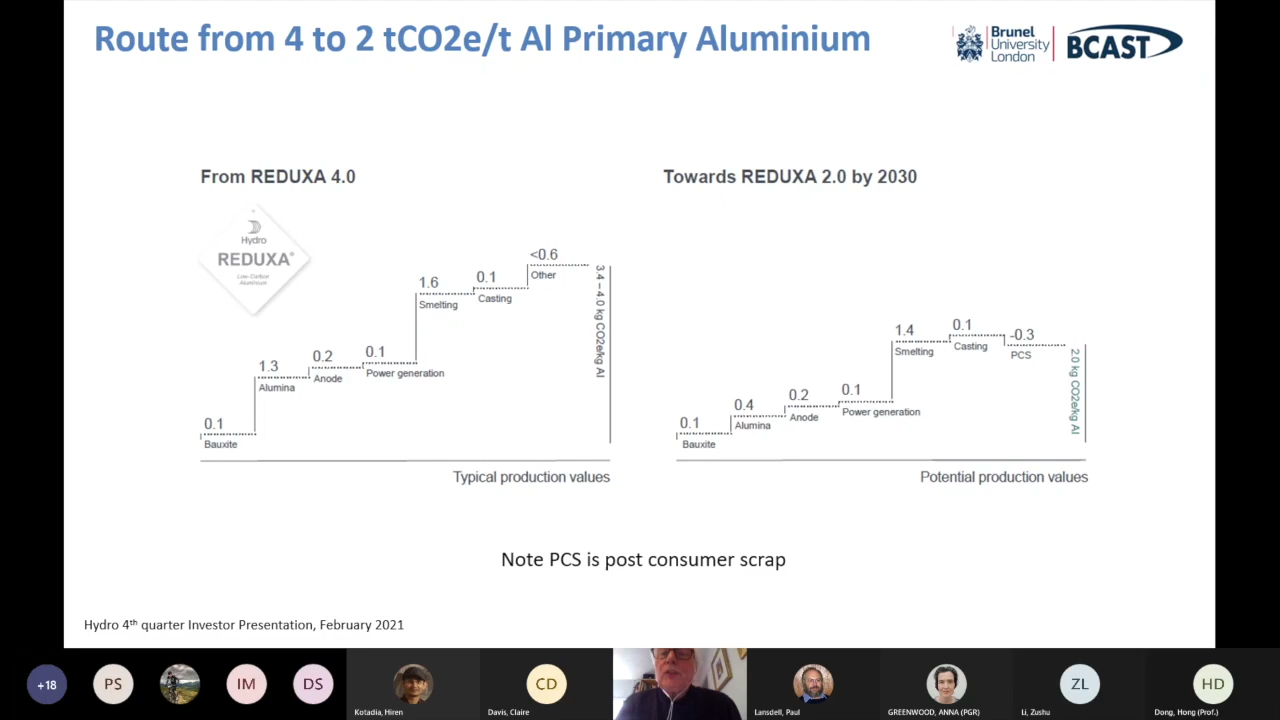 Route from 4 to 2 tCO2e/t Al Primary Aluminium
Brunel
University
London
BCAST
From REDUXA 4.0
Hydro
REDUXA®
Low-Carbon
Aluminium
0.1
Bauxite
1.3
Alumina
0.2
Anode
0.1
Power generation
1.6
Smelting
0.1
Casting
<0.6
Other
3.4 – 4.0 kg CO2e/kg Al
Typical production values
Towards REDUXA 2.0 by 2030
0.1
Bauxite
0.4
Alumina
0.2
Anode
0.1
Power generation
1.4
Smelting
0.1
Casting
-0.3
PCS
2.0 kg CO2e/kg Al
Potential production values
Note PCS is post consumer scrap
Hydro 4th quarter Investor Presentation, February 2021
+18
PS
IM
DS
Kotadia, Hiren
CD
Davis, Claire
Lansdell, Paul
GREENWOOD, ANNA (PGR)
ZL
Li, Zushu
HD
Dong, Hong (Prof.)